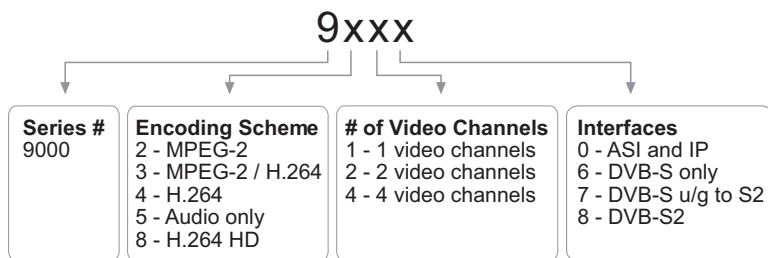 9xxx
Series #
9000
Encoding Scheme
2 - MPEG-2
3 - MPEG-2 / H.264
4 - H.264
5 - Audio only
8 - H.264 HD
# of Video Channels
1 - 1 video channels
2 - 2 video channels
4 - 4 video channels
Interfaces
0 - ASI and IP
6 - DVB-S only
7 - DVB-S u/g to S2
8 - DVB-S2